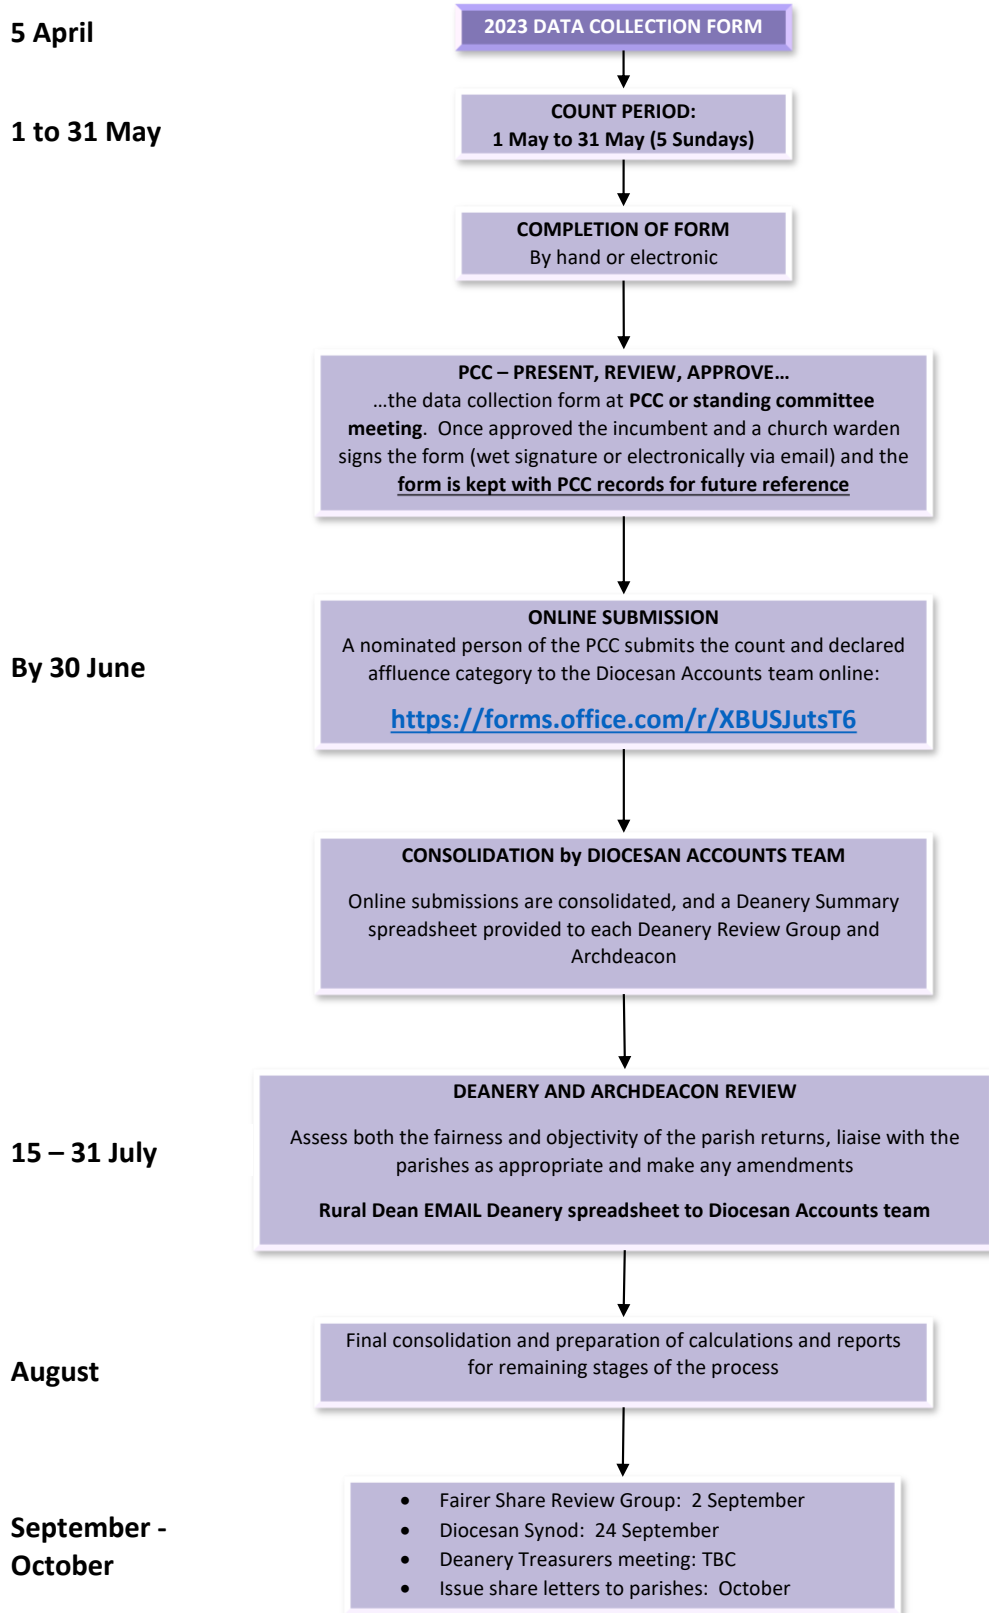 5 April
2023 DATA COLLECTION FORM
1 to 31 May
COUNT PERIOD:
1 May to 31 May (5 Sundays)
COMPLETION OF FORM
By hand or electronic
PCC – PRESENT, REVIEW, APPROVE...
...the data collection form at PCC or standing committee
meeting.  Once approved the incumbent and a church warden
signs the form (wet signature or electronically via email) and the
form is kept with PCC records for future reference
By 30 June
ONLINE SUBMISSION
A nominated person of the PCC submits the count and declared
affluence category to the Diocesan Accounts team online:
https://forms.office.com/r/XBUSJutsT6
CONSOLIDATION by DIOCESAN ACCOUNTS TEAM
Online submissions are consolidated, and a Deanery Summary
spreadsheet provided to each Deanery Review Group and
Archdeacon
15 – 31 July
DEANERY AND ARCHDEACON REVIEW
Assess both the fairness and objectivity of the parish returns, liaise with the
parishes as appropriate and make any amendments
Rural Dean EMAIL Deanery spreadsheet to Diocesan Accounts team
August
Final consolidation and preparation of calculations and reports
for remaining stages of the process
September -
October
• Fairer Share Review Group:  2 September
• Diocesan Synod: 24 September
• Deanery Treasurers meeting: TBC
• Issue share letters to parishes:  October